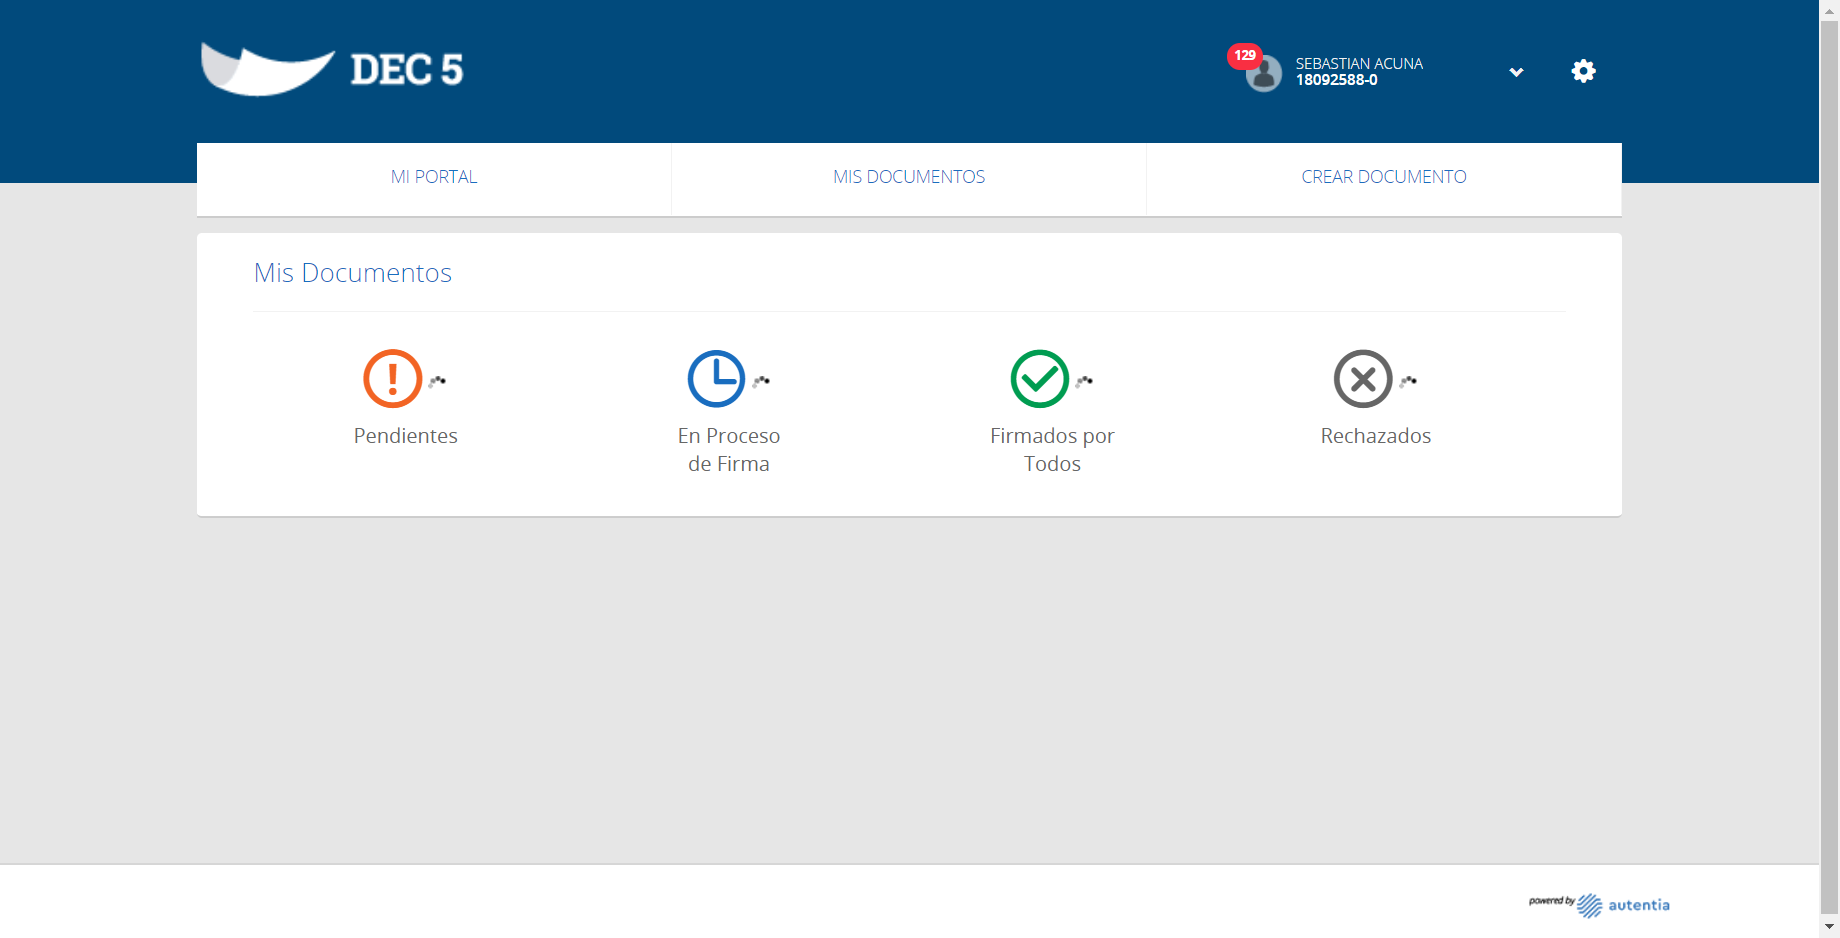 DEC 5
129
SEBASTIAN ACUNA
18092588-0
MI PORTAL
MIS DOCUMENTOS
CREAR DOCUMENTO
Mis Documentos
Pendientes
En Proceso
de Firma
Firmados por
Todos
Rechazados
powered by autentia